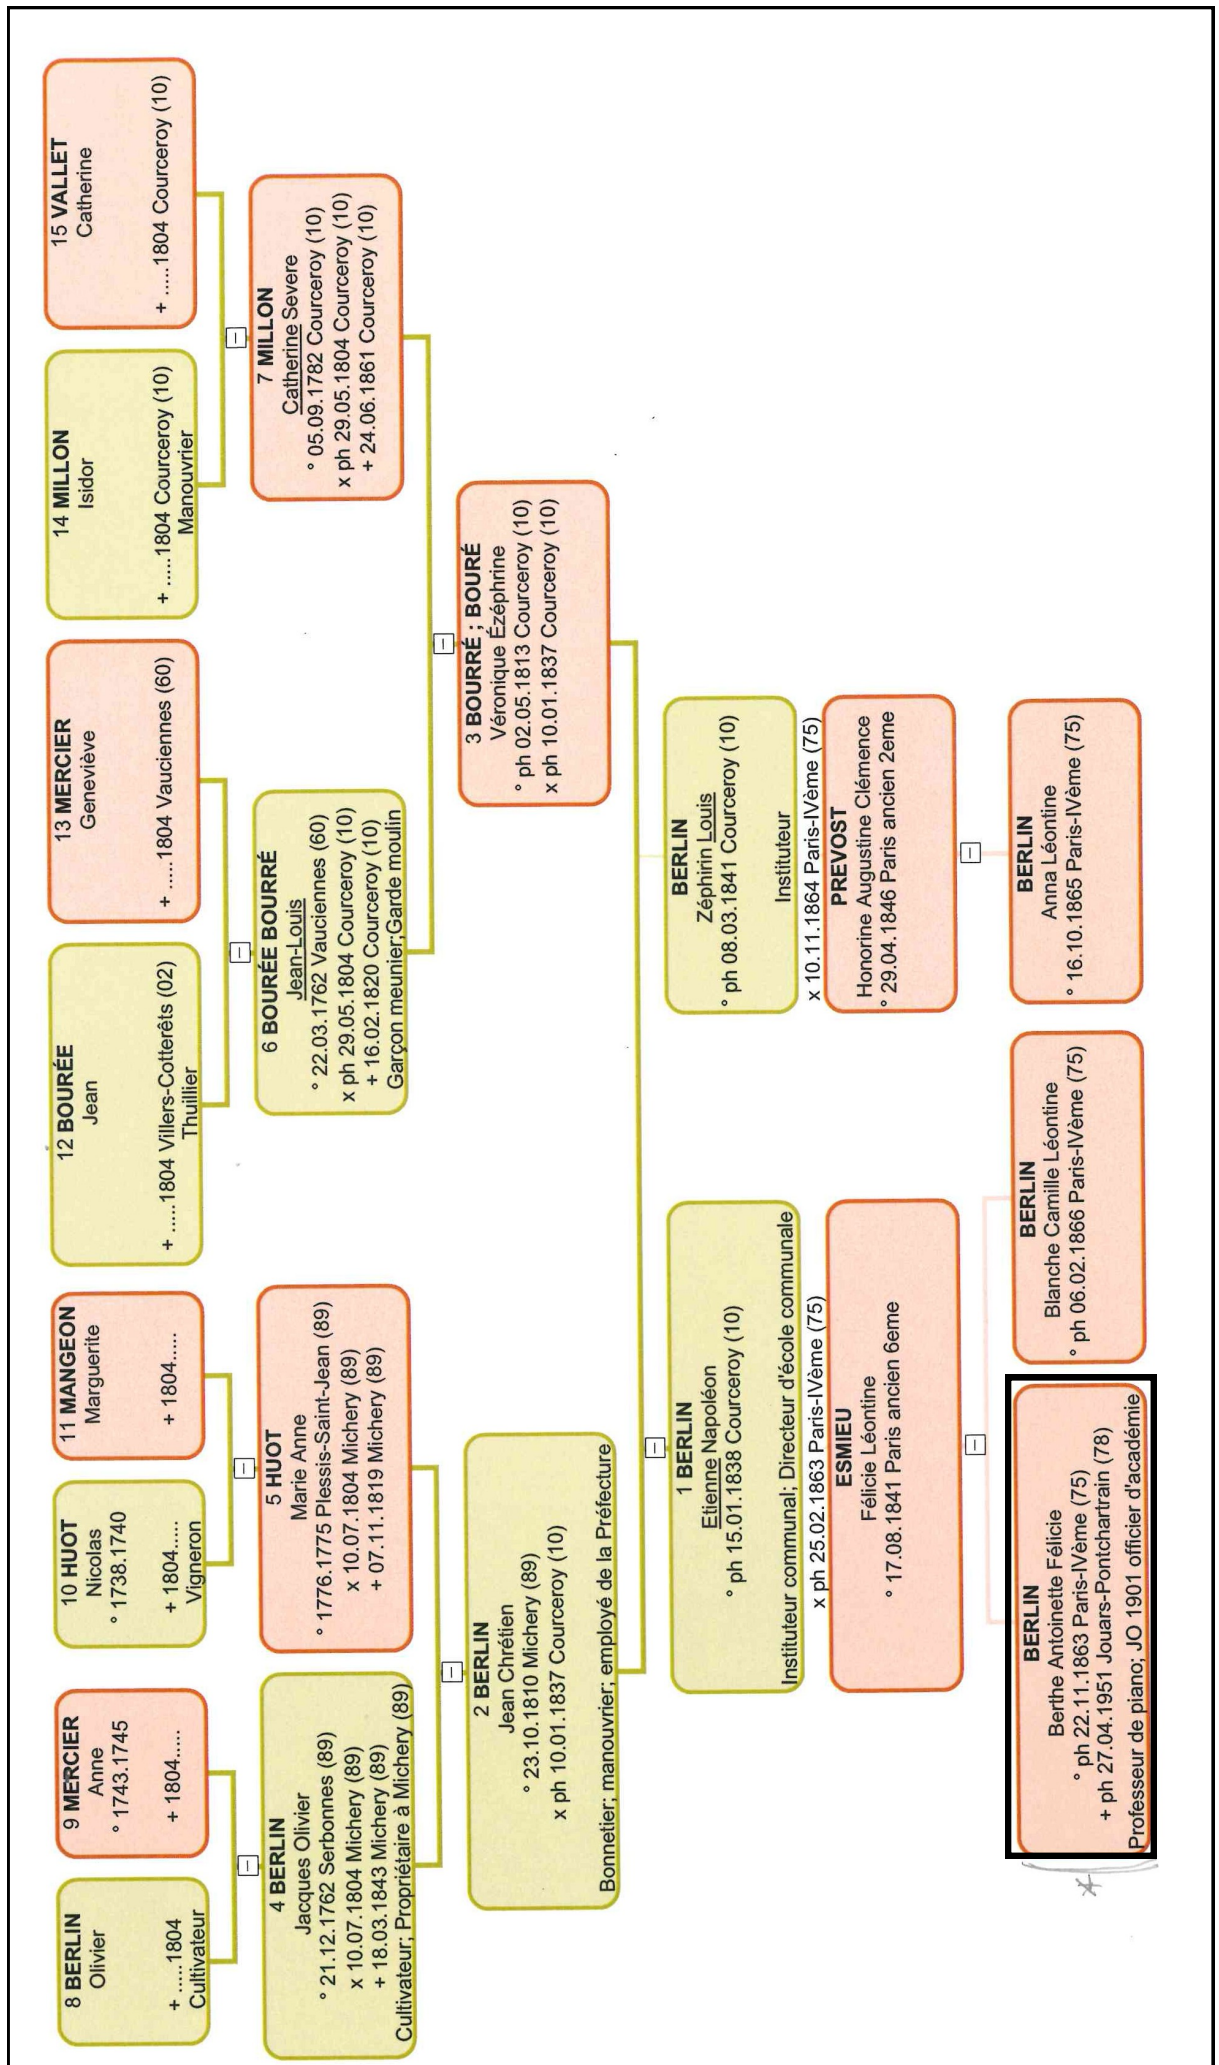 8 BERLIN
Olivier
+ .....1804
Cultivateur
9 MERCIER
Anne
° 1743.1745
+ 1804.....
10 HUOT
Nicolas
° 1738.1740
+ 1804.....
Vigneron
11 MANGEON
Marguerite
+ 1804.....
12 BOURÉE
Jean
+ .....1804 Villers-Cotterêts (02)
Thuillier
13 MERCIER
Geneviève
+ .....1804 Vauciennes (60)
14 MILLON
Isidor
+ .....1804 Courceroy (10)
Manouvrier
15 VALLET
Catherine
+ .....1804 Courceroy (10)
4 BERLIN
Jacques Olivier
° 21.12.1762 Serbonnes (89)
x 10.07.1804 Michery (89)
+ 18.03.1843 Michery (89)
Cultivateur; Propriétaire à Michery (89)
5 HUOT
Marie Anne
° 1776.1775 Plessis-Saint-Jean (89)
x 10.07.1804 Michery (89)
+ 07.11.1819 Michery (89)
6 BOURÉE BOURRÉ
Jean-Louis
° 22.03.1762 Vauciennes (60)
x ph 29.05.1804 Courceroy (10)
+ 16.02.1820 Courceroy (10)
Garçon meunier;Garde moulin
7 MILLON
Catherine Severe
° 05.09.1782 Courceroy (10)
x ph 29.05.1804 Courceroy (10)
+ 24.06.1861 Courceroy (10)
2 BERLIN
Jean Chrétien
° 23.10.1810 Michery (89)
x ph 10.01.1837 Courceroy (10)
Bonnetier; manouvrier; employé de la Préfecture
3 BOURRÉ ; BOURÉ
Véronique Ézéphrine
° ph 02.05.1813 Courceroy (10)
x ph 10.01.1837 Courceroy (10)
1 BERLIN
Etienne Napoléon
° ph 15.01.1838 Courceroy (10)
Instituteur communal; Directeur d'école communale
x ph 25.02.1863 Paris-IVème (75)
ESMIEU
Félicie Léontine
° 17.08.1841 Paris ancien 6eme
BERLIN
Zéphirin Louis
° ph 08.03.1841 Courceroy (10)
Instituteur
x 10.11.1864 Paris-IVème (75)
PREVOST
Honorine Augustine Clémence
° 29.04.1846 Paris ancien 2eme
BERLIN
Berthe Antoinette Félicie
° ph 22.11.1863 Paris-IVème (75)
+ ph 27.04.1951 Jouars-Pontchartrain (78)
Professeur de piano; JO 1901 officier d'académie
BERLIN
Blanche Camille Léontine
° ph 06.02.1866 Paris-IVème (75)
BERLIN
Anna Léontine
° 16.10.1865 Paris-IVème (75)